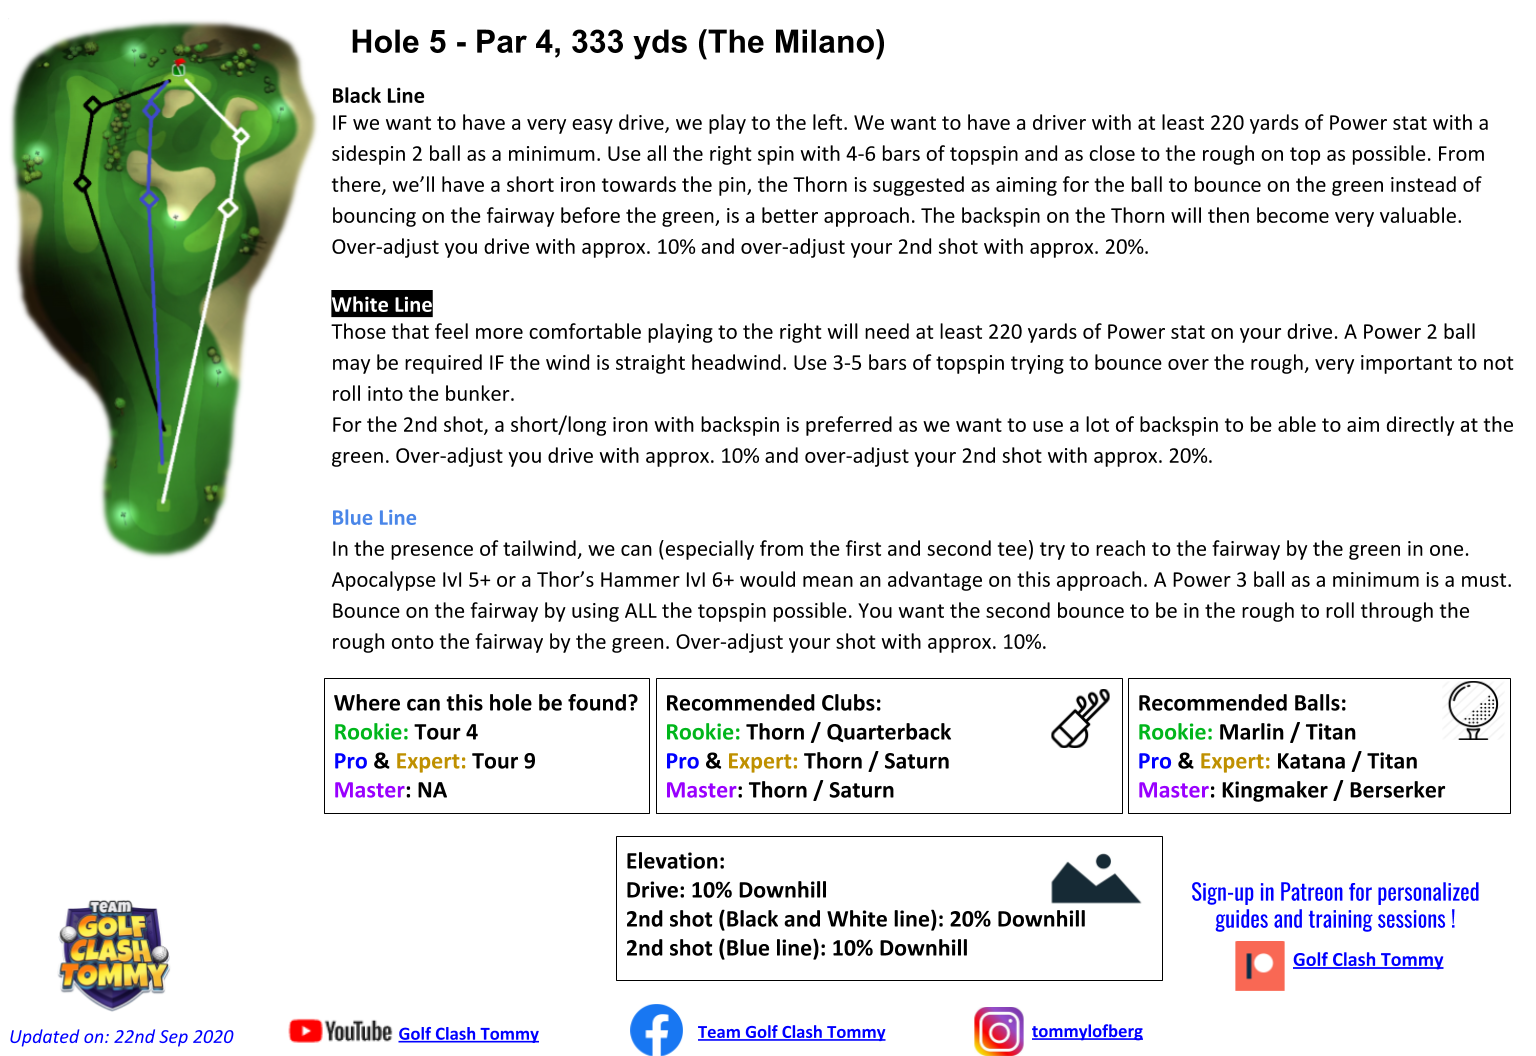 Hole 5 - Par 4, 333 yds (The Milano)
Black Line
IF we want to have a very easy drive, we play to the left. We want to have a driver with at least 220 yards of Power stat with a
sidespin 2 ball as a minimum. Use all the right spin with 4-6 bars of topspin and as close to the rough on top as possible. From
there, we'll have a short iron towards the pin, the Thorn is suggested as aiming for the ball to bounce on the green instead of
bouncing on the fairway before the green, is a better approach. The backspin on the Thorn will then become very valuable.
Over-adjust you drive with approx. 10% and over-adjust your 2nd shot with approx. 20%.
White Line
Those that feel more comfortable playing to the right will need at least 220 yards of Power stat on your drive. A Power 2 ball
may be required IF the wind is straight headwind. Use 3-5 bars of topspin trying to bounce over the rough, very important to not
roll into the bunker.
For the 2nd shot, a short/long iron with backspin is preferred as we want to use a lot of backspin to be able to aim directly at the
green. Over-adjust you drive with approx. 10% and over-adjust your 2nd shot with approx. 20%.
Blue Line
In the presence of tailwind, we can (especially from the first and second tee) try to reach to the fairway by the green in one.
Apocalypse lvl 5+ or a Thor's Hammer lvl 6+ would mean an advantage on this approach. A Power 3 ball as a minimum is a must.
Bounce on the fairway by using ALL the topspin possible. You want the second bounce to be in the rough to roll through the
rough onto the fairway by the green. Over-adjust your shot with approx. 10%.
Where can this hole be found?
Rookie: Tour 4
Pro & Expert: Tour 9
Master: NA
Recommended Clubs:
Rookie: Thorn / Quarterback
Pro & Expert: Thorn / Saturn
Master: Thorn / Saturn
Recommended Balls:
Rookie: Marlin / Titan
Pro & Expert: Katana / Titan
Master: Kingmaker / Berserker
Elevation:
Drive: 10% Downhill
2nd shot (Black and White line): 20% Downhill
2nd shot (Blue line): 10% Downhill
Sign-up in Patreon for personalized
guides and training sessions !
Golf Clash Tommy
TEAM
GOLF
CLASH
TOMMY
Updated on: 22nd Sep 2020
YouTube Golf Clash Tommy
Team Golf Clash Tommy
tommylofberg